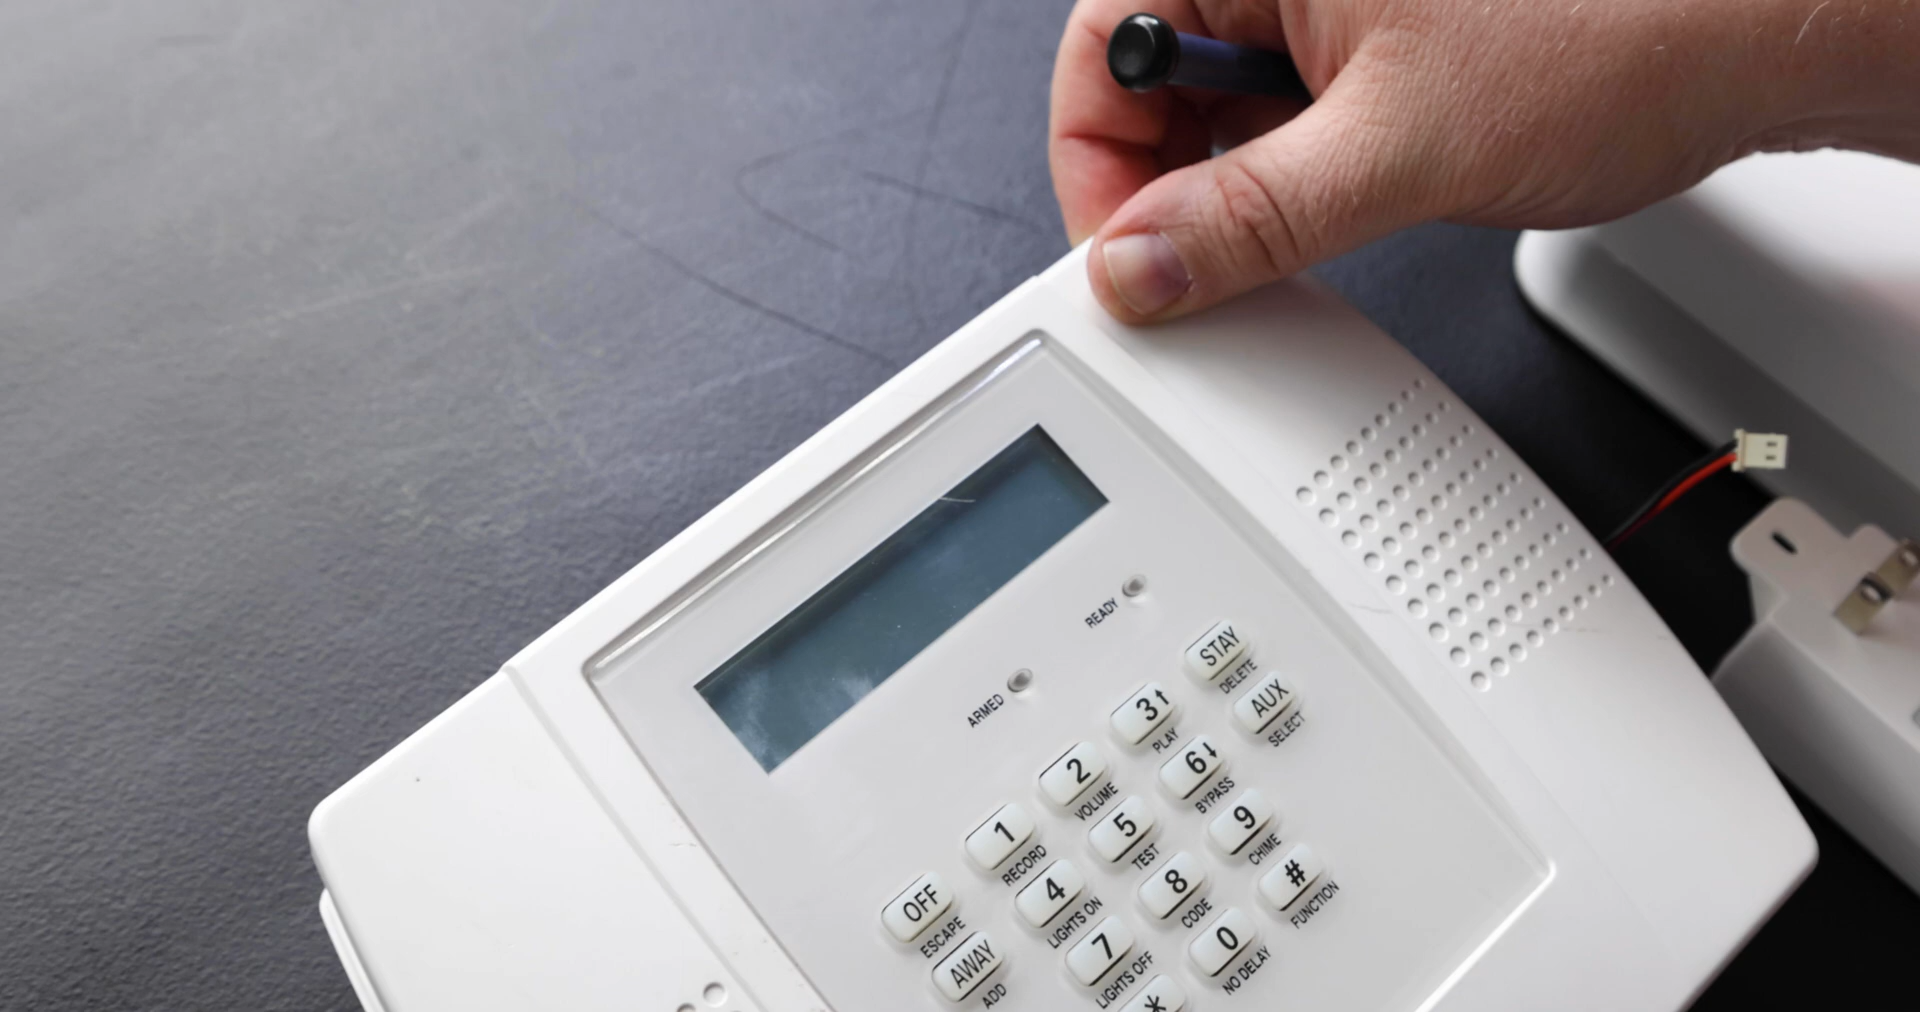 READY
ARMED
OFF
ESCAPE
1
RECORD
2
VOLUME
3↑
PLAY
STAY
DELETE
AWAY
ADD
4
LIGHTS ON
5
TEST
6↓
BYPASS
AUX
SELECT
7
LIGHTS OFF
8
CODE
9
CHIME
*
0
NO DELAY
#
FUNCTION